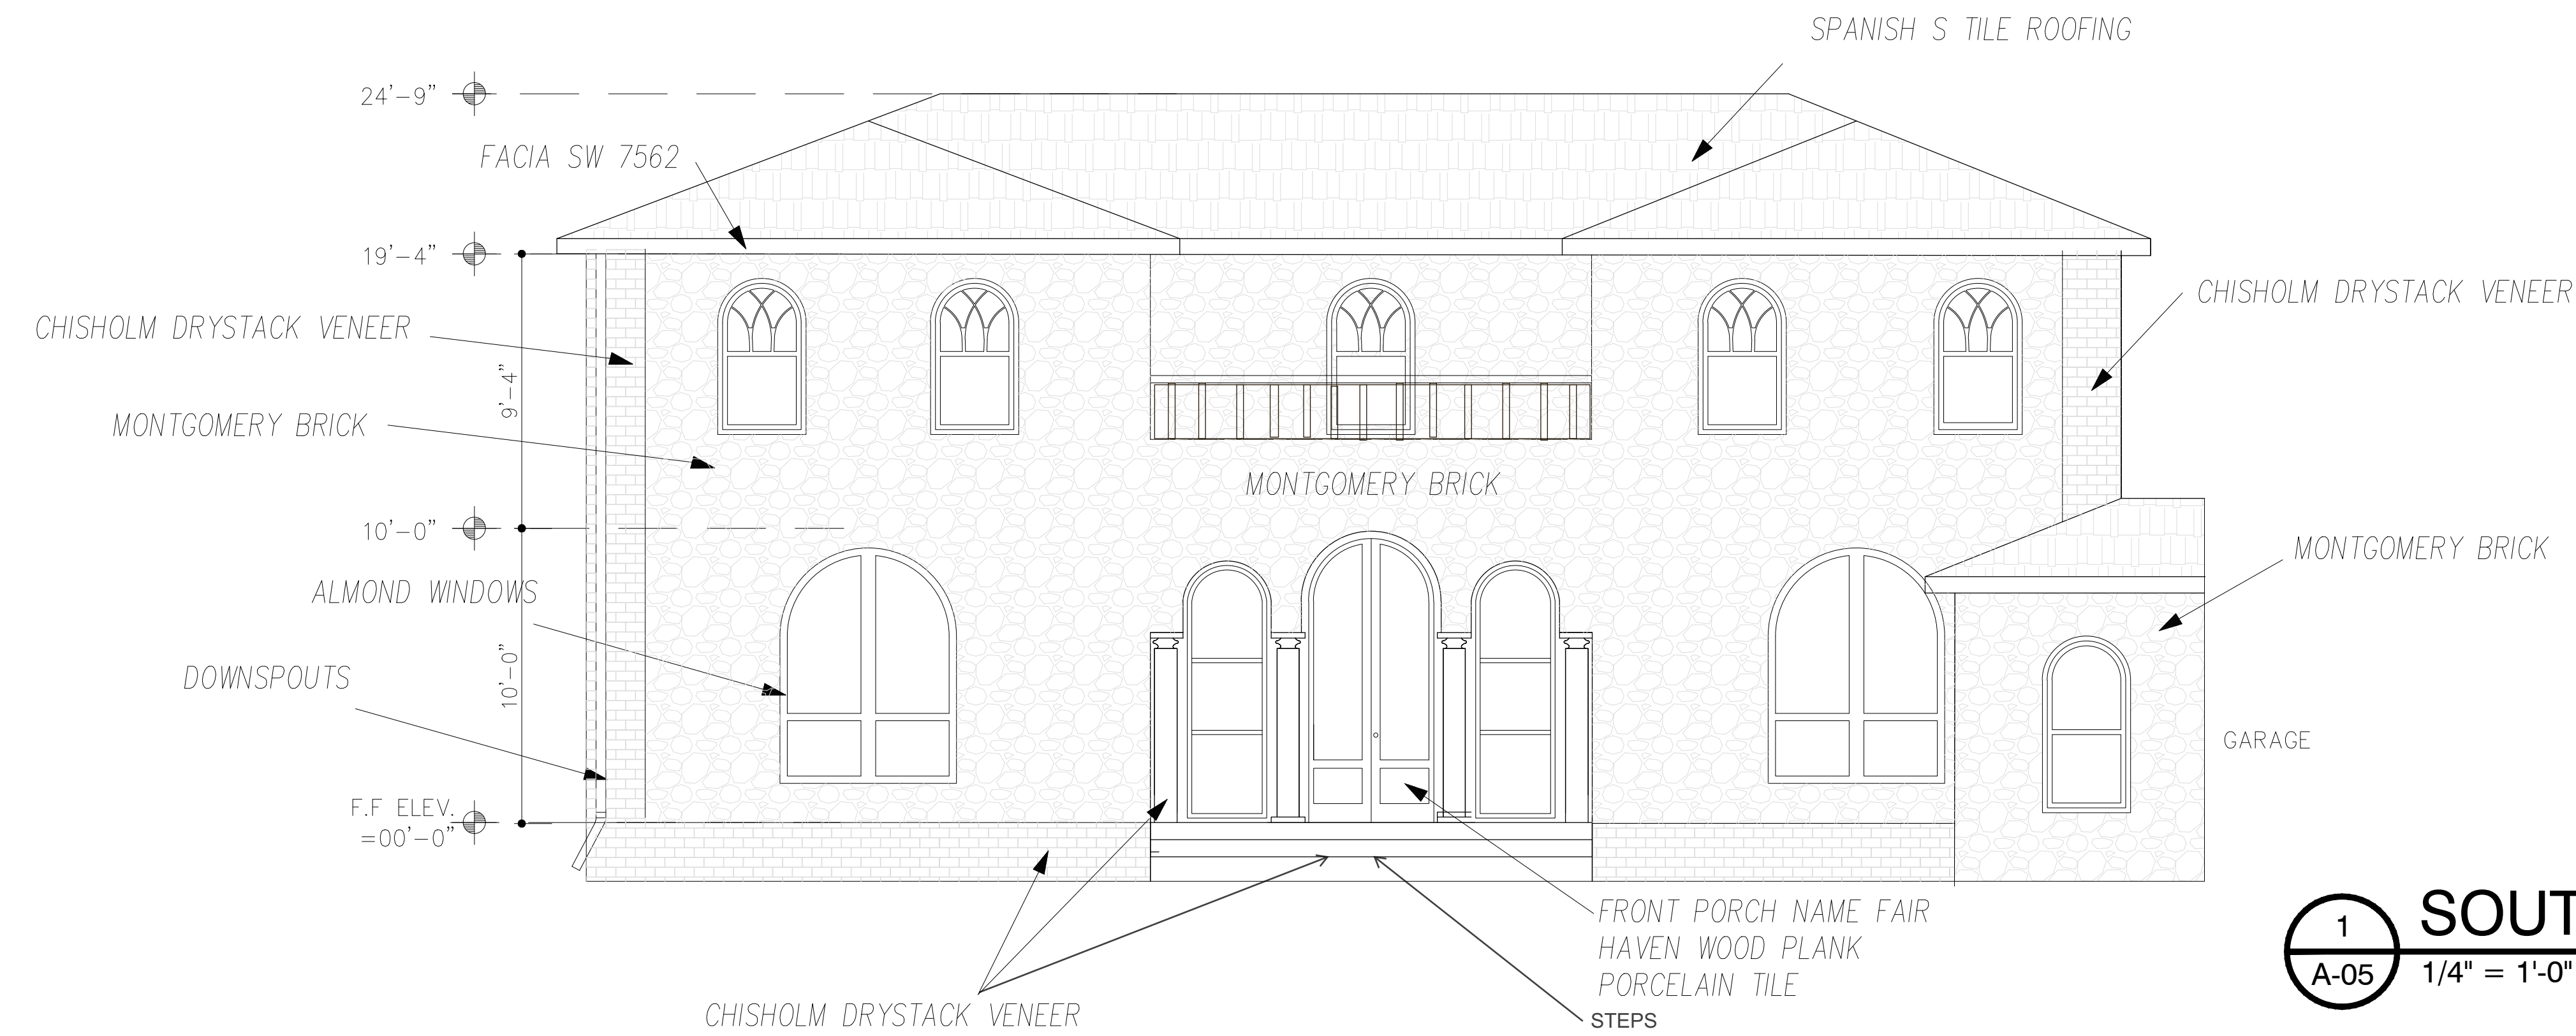 SPANISH S TILE ROOFING
24'-9"
FACIA SW 7562
19'-4"
CHISHOLM DRYSTACK VENEER
CHISHOLM DRYSTACK VENEER
9'-4"
MONTGOMERY BRICK
MONTGOMERY BRICK
10'-0"
MONTGOMERY BRICK
ALMOND WINDOWS
10'-0"
DOWNSPOUTS
GARAGE
F.F ELEV.
=00'-0"
FRONT PORCH NAME FAIR
HAVEN WOOD PLANK
PORCELAIN TILE
CHISHOLM DRYSTACK VENEER
STEPS
1
SOUT
A-05
1/4" = 1'-0"